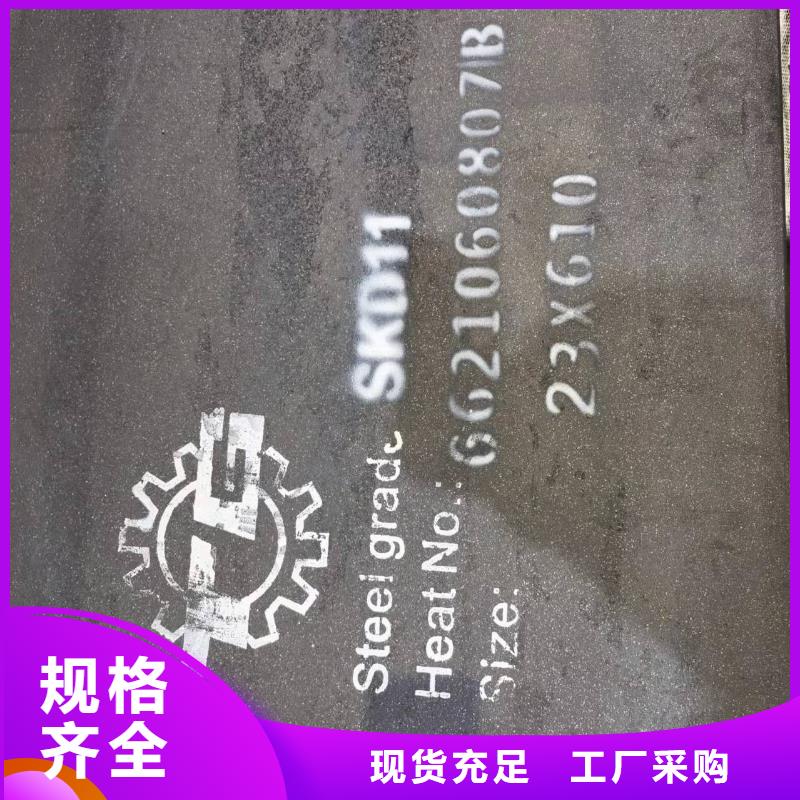 Steel grade SKD11
Heat No.: 6621060807B
Size: 23X610
规格
齐全
现货充足 工厂采购